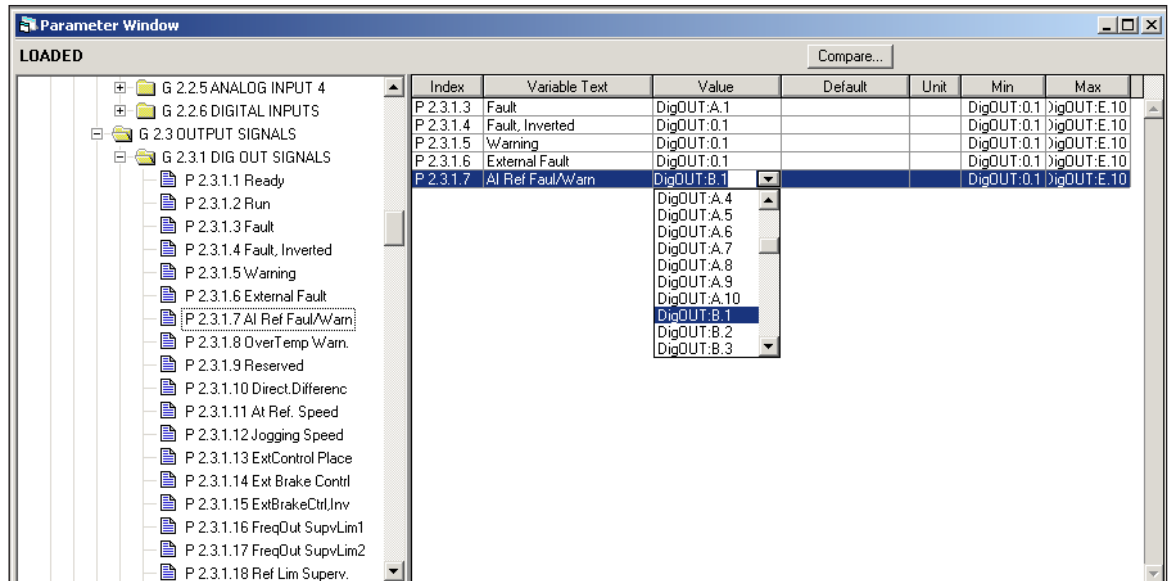 Parameter Window
LOADED
Compare...
G 2.2.5 ANALOG INPUT 4
G 2.2.6 DIGITAL INPUTS
G 2.3 OUTPUT SIGNALS
G 2.3.1 DIG OUT SIGNALS
P 2.3.1.1 Ready
P 2.3.1.2 Run
P 2.3.1.3 Fault
P 2.3.1.4 Fault, Inverted
P 2.3.1.5 Warning
P 2.3.1.6 External Fault
P 2.3.1.7 AI Ref Faul/Warn
P 2.3.1.8 OverTemp Warn.
P 2.3.1.9 Reserved
P 2.3.1.10 Direct.Differenc
P 2.3.1.11 At Ref. Speed
P 2.3.1.12 Jogging Speed
P 2.3.1.13 ExtControl Place
P 2.3.1.14 Ext Brake Contrl
P 2.3.1.15 ExtBrakeCtrl,Inv
P 2.3.1.16 FreqOut SupvLim1
P 2.3.1.17 FreqOut SupvLim2
P 2.3.1.18 Ref Lim Superv.
Index Variable Text Value Default Unit Min Max
P 2.3.1.3 Fault DigOUT:A.1 DigOUT:0.1 DigOUT:E.10
P 2.3.1.4 Fault, Inverted DigOUT:0.1 DigOUT:0.1 DigOUT:E.10
P 2.3.1.5 Warning DigOUT:0.1 DigOUT:0.1 DigOUT:E.10
P 2.3.1.6 External Fault DigOUT:0.1 DigOUT:0.1 DigOUT:E.10
P 2.3.1.7 AI Ref Faul/Warn DigOUT:B.1 DigOUT:0.1 DigOUT:E.10
DigOUT:A.4
DigOUT:A.5
DigOUT:A.6
DigOUT:A.7
DigOUT:A.8
DigOUT:A.9
DigOUT:A.10
DigOUT:B.1
DigOUT:B.2
DigOUT:B.3